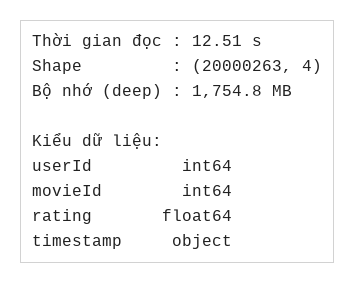 Thời gian đọc : 12.51 s
Shape         : (20000263, 4)
Bộ nhớ (deep) : 1,754.8 MB

Kiểu dữ liệu:
userId         int64
movieId        int64
rating       float64
timestamp     object